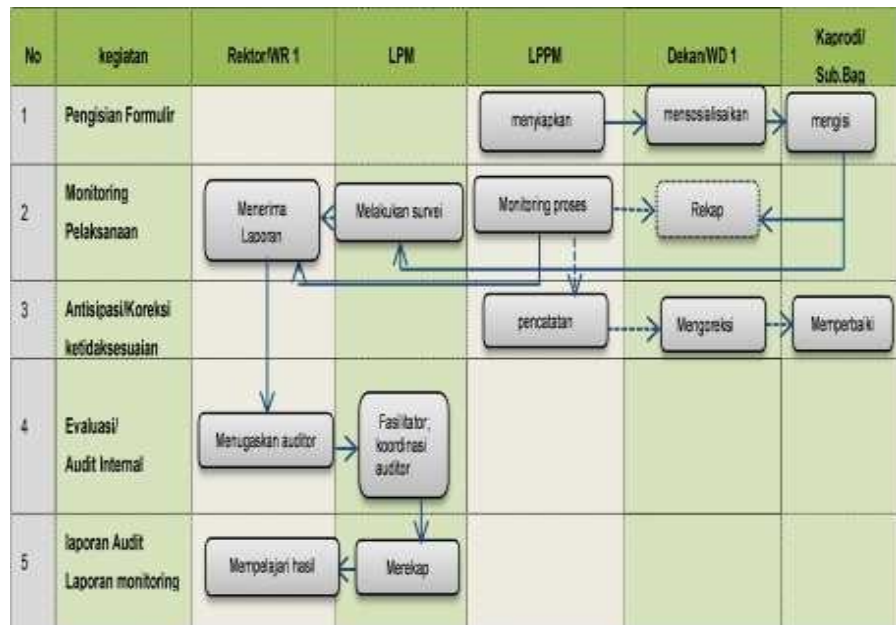 No kegiatan Rektor/WR 1 LPM LPPM Dekan/WD 1 Kaprodi/
Sub.Bag
1 Pengisian Formulir menyiapkan mensosialisaikan mengisi
2 Monitoring
Pelaksanaan
Menerima
Laporan
Melakukan survei Monitoring proses Rekap
3 Antisipasi/Koreksi
ketidaksesuaian
pencatatan Mengoreksi Memperbaiki
4 Evaluasi/
Audit Internal
Menugaskan auditor
Fasilitator;
koordinasi
auditor
5 laporan Audit
Laporan monitoring
Mempelajari hasil Merekap